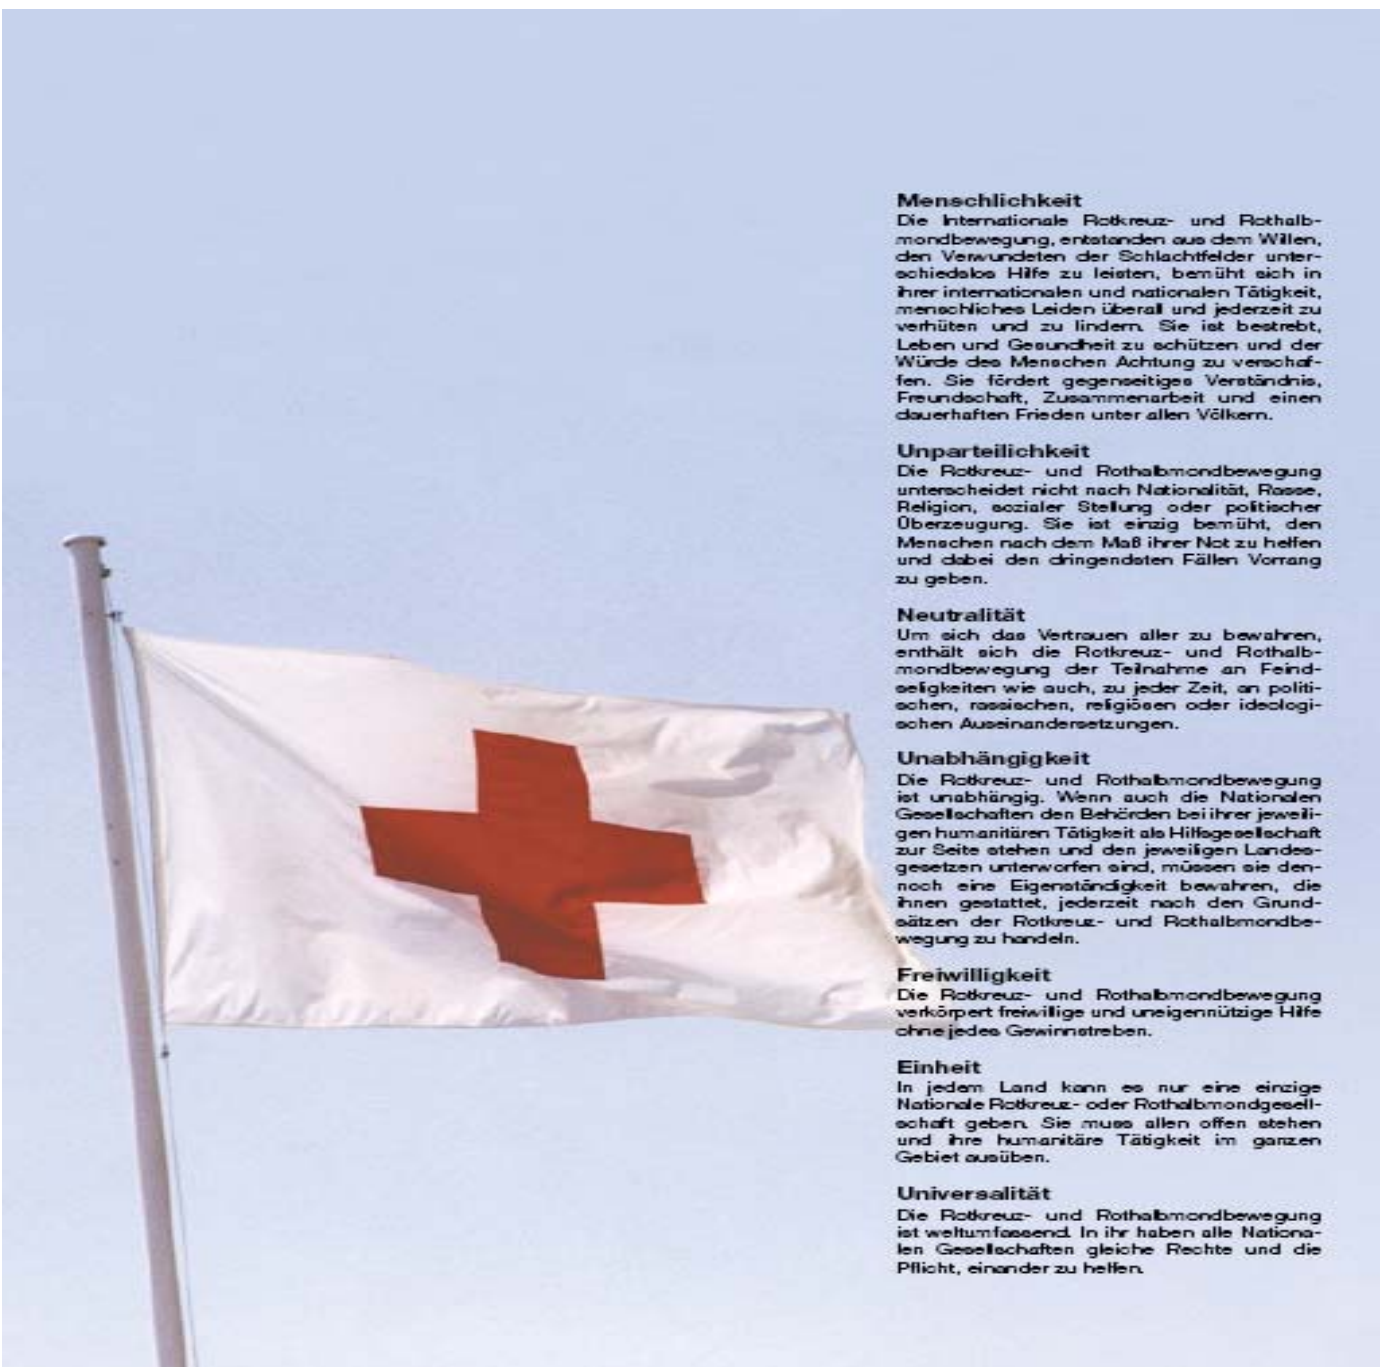 Menschlichkeit
Die Internationale Rotkreuz- und Rothalb-
mondbewegung, entstanden aus dem Willen,
den Verwundeten der Schlachtfelder unter-
schiedslos Hilfe zu leisten, bemüht sich in
ihrer internationalen und nationalen Tätigkeit,
menschliches Leiden überall und jederzeit zu
verhüten und zu lindern. Sie ist bestrebt,
Leben und Gesundheit zu schützen und der
Würde des Menschen Achtung zu verschaf-
fen. Sie fördert gegenseitiges Verständnis,
Freundschaft, Zusammenarbeit und einen
dauerhaften Frieden unter allen Völkern.
Unparteilichkeit
Die Rotkreuz- und Rothalbmondbewegung
unterscheidet nicht nach Nationalität, Rasse,
Religion, sozialer Stellung oder politischer
Überzeugung. Sie ist einzig bemüht, den
Menschen nach dem Maß ihrer Not zu helfen
und dabei den dringendsten Fällen Vorrang
zu geben.
Neutralität
Um sich das Vertrauen aller zu bewahren,
enthält sich die Rotkreuz- und Rothalb-
mondbewegung der Teilnahme an Feind-
seligkeiten wie auch, zu jeder Zeit, an politi-
schen, rassischen, religiösen oder ideologi-
schen Auseinandersetzungen.
Unabhängigkeit
Die Rotkreuz- und Rothalbmondbewegung
ist unabhängig. Wenn auch die Nationalen
Gesellschaften den Behörden bei ihrer jeweili-
gen humanitären Tätigkeit als Hilfsgesellschaft
zur Seite stehen und den jeweiligen Landes-
gesetzen unterworfen sind, müssen sie den-
noch eine Eigenständigkeit bewahren, die
ihnen gestattet, jederzeit nach den Grund-
sätzen der Rotkreuz- und Rothalbmondbe-
wegung zu handeln.
Freiwilligkeit
Die Rotkreuz- und Rothalbmondbewegung
verkörpert freiwillige und uneigennützige Hilfe
ohne jedes Gewinnstreben.
Einheit
In jedem Land kann es nur eine einzige
Nationale Rotkreuz- oder Rothalbmondgesell-
schaft geben. Sie muss allen offen stehen
und ihre humanitäre Tätigkeit im ganzen
Gebiet ausüben.
Universalität
Die Rotkreuz- und Rothalbmondbewegung
ist weltumfassend. In ihr haben alle Nationa-
len Gesellschaften gleiche Rechte und die
Pflicht, einander zu helfen.